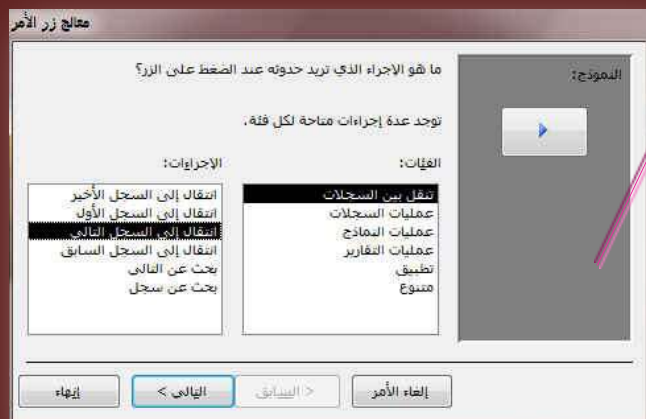 معالج زر الأمر
ما هو الإجراء الذي تريد حدوثه عند الضغط على الزر؟
النموذج:
توجد عدة إجراءات متاحة لكل فئة.
الفئات:
الإجراءات:
تنقل بين السجلات
عمليات السجلات
عمليات النماذج
عمليات التقارير
تطبيق
متنوع
انتقال إلى السجل الأخير
انتقال إلى السجل الأول
انتقال إلى السجل التالي
انتقال إلى السجل السابق
بحث عن التالي
بحث عن سجل
إلغاء الأمر
< السابق
التالي >
إنهاء